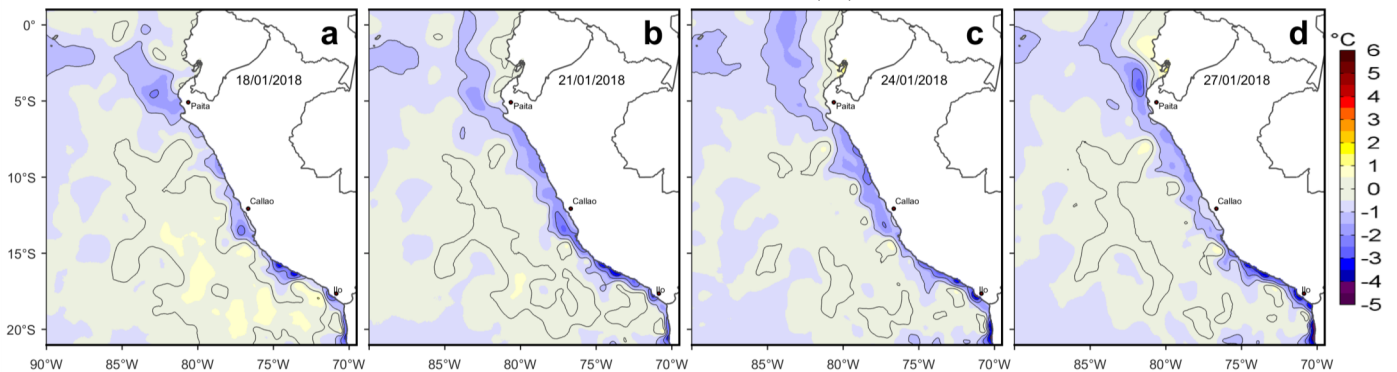 a
b
c
d
°C
18/01/2018
21/01/2018
24/01/2018
27/01/2018
Paita
Callao
Ilo
Paita
Callao
Ilo
Paita
Callao
Ilo
Paita
Callao
Ilo
0°
5°S
10°S
15°S
20°S
90°W 85°W 80°W 75°W 70°W
85°W 80°W 75°W 70°W
85°W 80°W 75°W 70°W
85°W 80°W 75°W 70°W
6
5
4
3
2
1
0
-1
-2
-3
-4
-5